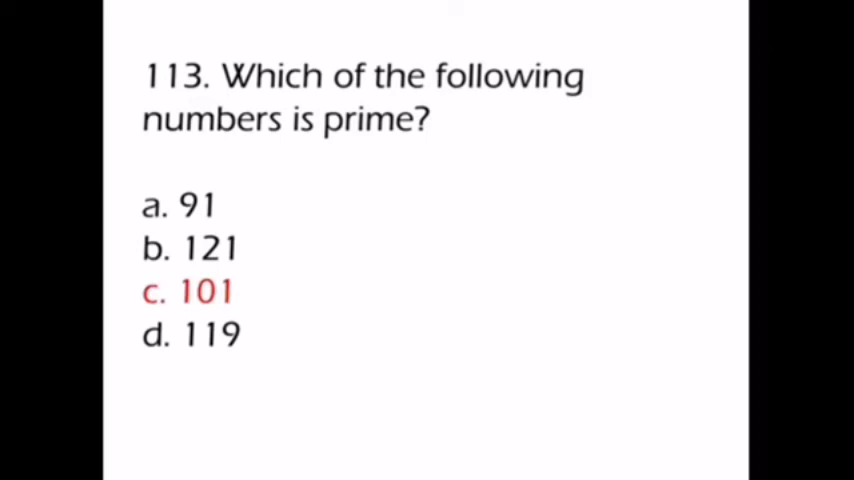 113. Which of the following
numbers is prime?
a. 91
b. 121
c. 101
d. 119